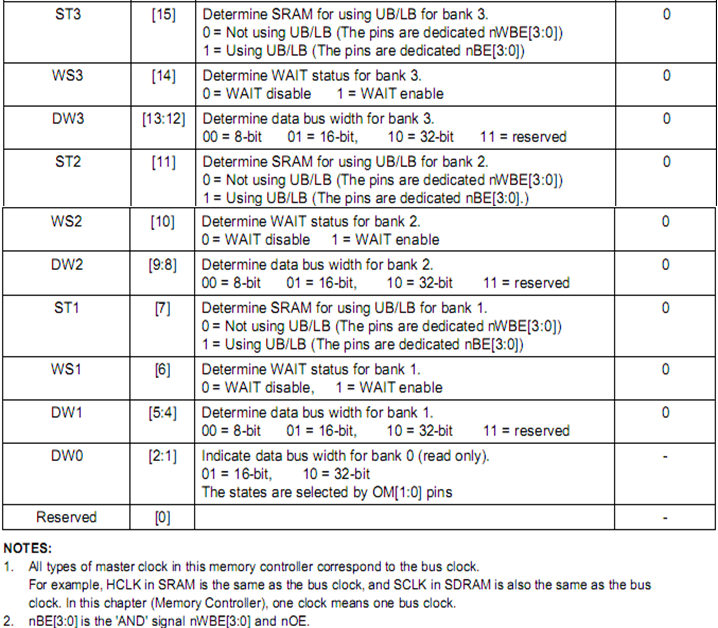 ST3 [15] Determine SRAM for using UB/LB for bank 3. 0
0 = Not using UB/LB (The pins are dedicated nWBE[3:0])
1 = Using UB/LB (The pins are dedicated nBE[3:0])
WS3 [14] Determine WAIT status for bank 3. 0
0 = WAIT disable 1 = WAIT enable
DW3 [13:12] Determine data bus width for bank 3. 0
00 = 8-bit 01 = 16-bit, 10 = 32-bit 11 = reserved
ST2 [11] Determine SRAM for using UB/LB for bank 2. 0
0 = Not using UB/LB (The pins are dedicated nWBE[3:0])
1 = Using UB/LB (The pins are dedicated nBE[3:0].)
WS2 [10] Determine WAIT status for bank 2. 0
0 = WAIT disable 1 = WAIT enable
DW2 [9:8] Determine data bus width for bank 2. 0
00 = 8-bit 01 = 16-bit, 10 = 32-bit 11 = reserved
ST1 [7] Determine SRAM for using UB/LB for bank 1. 0
0 = Not using UB/LB (The pins are dedicated nWBE[3:0])
1 = Using UB/LB (The pins are dedicated nBE[3:0])
WS1 [6] Determine WAIT status for bank 1. 0
0 = WAIT disable, 1 = WAIT enable
DW1 [5:4] Determine data bus width for bank 1. 0
00 = 8-bit 01 = 16-bit, 10 = 32-bit 11 = reserved
DW0 [2:1] Indicate data bus width for bank 0 (read only). -
01 = 16-bit, 10 = 32-bit
The states are selected by OM[1:0] pins
Reserved [0] -
NOTES:
1. All types of master clock in this memory controller correspond to the bus clock.
For example, HCLK in SRAM is the same as the bus clock, and SCLK in SDRAM is also the same as the bus
clock. In this chapter (Memory Controller), one clock means one bus clock.
2. nBE[3:0] is the 'AND' signal nWBE[3:0] and nOE.